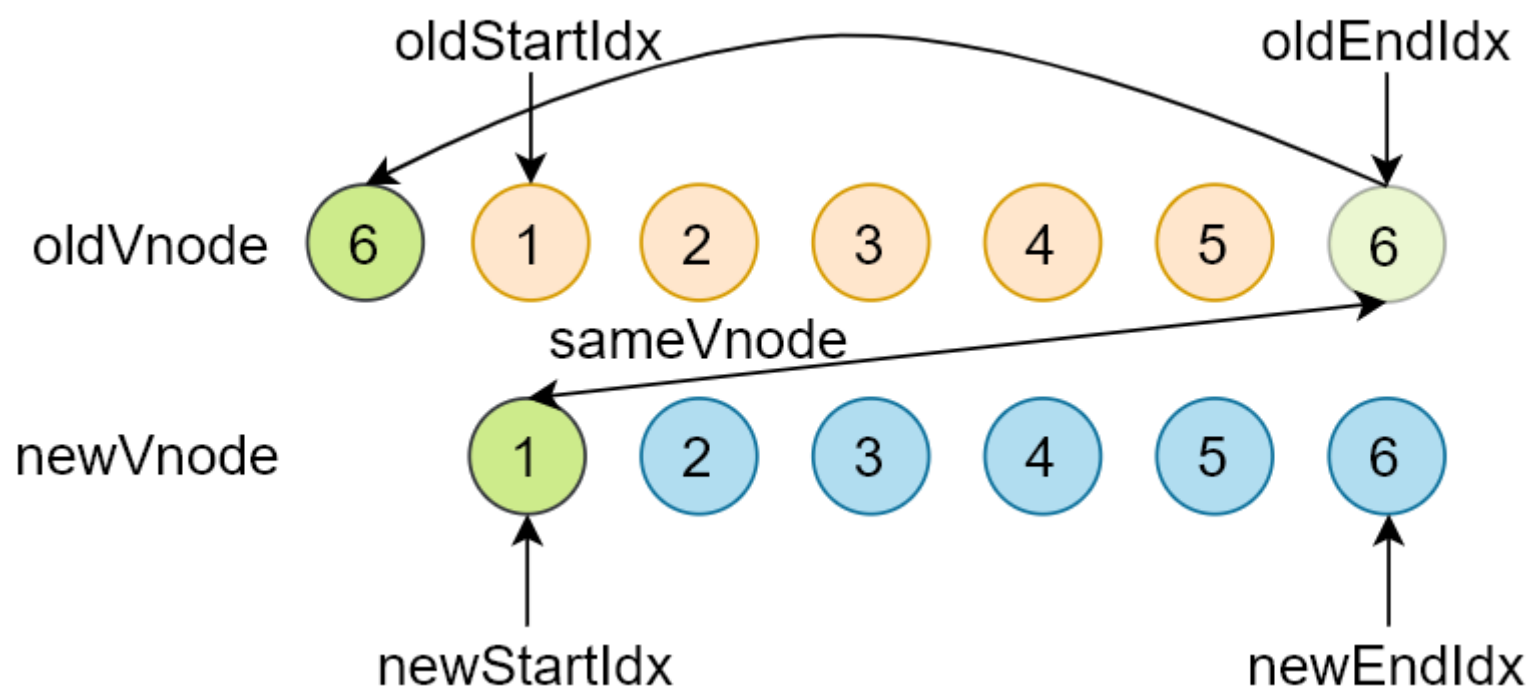 oldStartIdx oldEndIdx
oldVnode 6 1 2 3 4 5 6
sameVnode
newVnode 1 2 3 4 5 6
newStartIdx newEndIdx